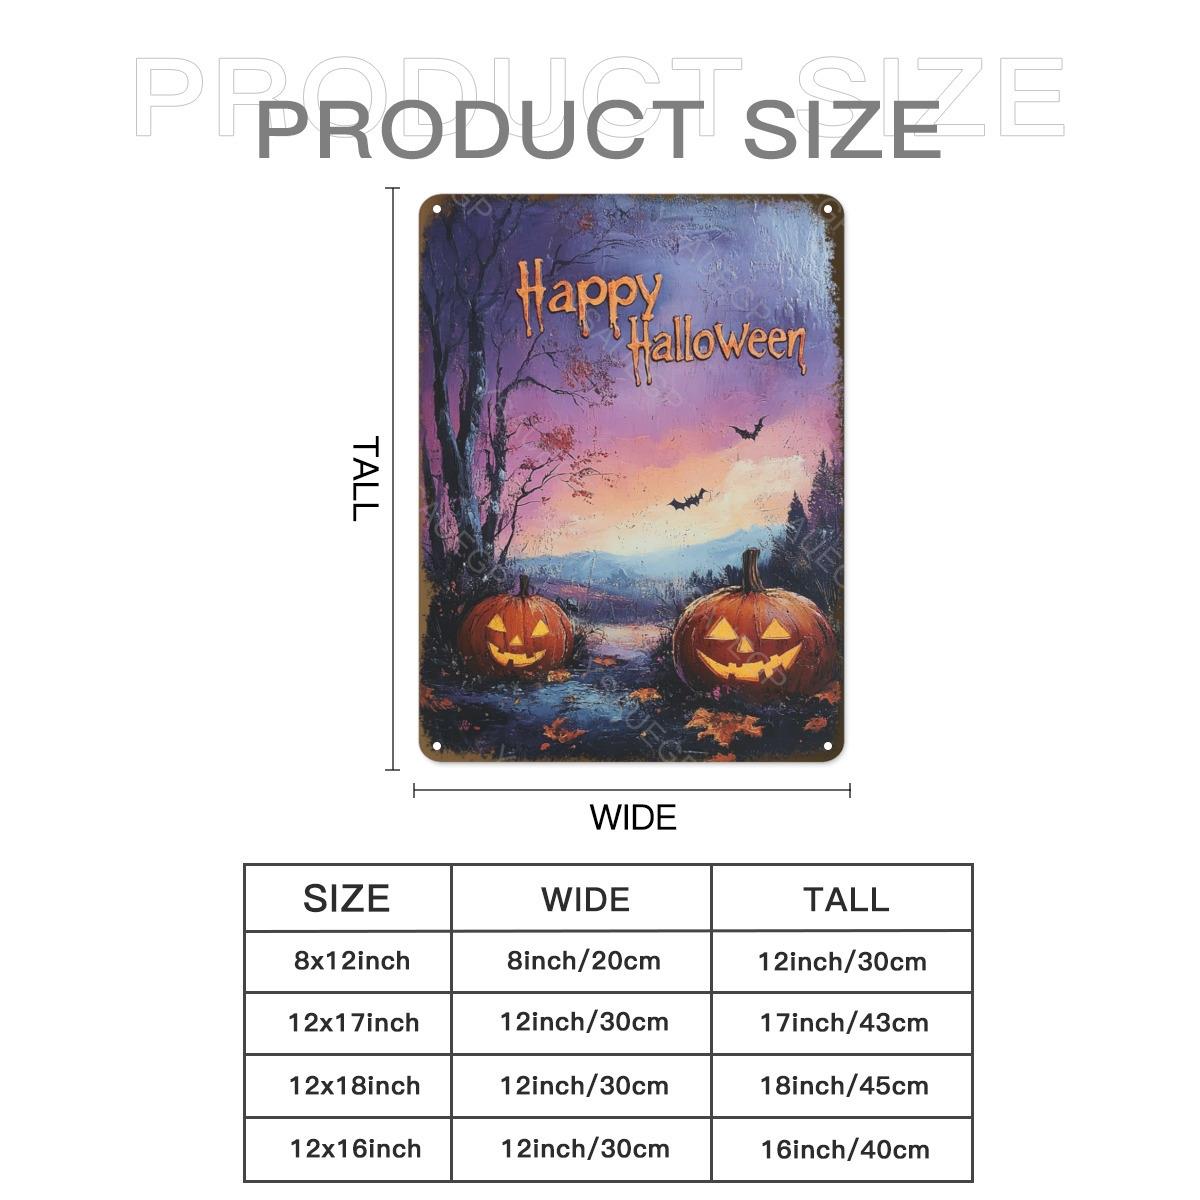 PRODUCT SIZE
PRODUCT SIZE
Happy
Halloween
TALL
WIDE
SIZE WIDE TALL
8x12inch 8inch/20cm 12inch/30cm
12x17inch 12inch/30cm 17inch/43cm
12x18inch 12inch/30cm 18inch/45cm
12x16inch 12inch/30cm 16inch/40cm